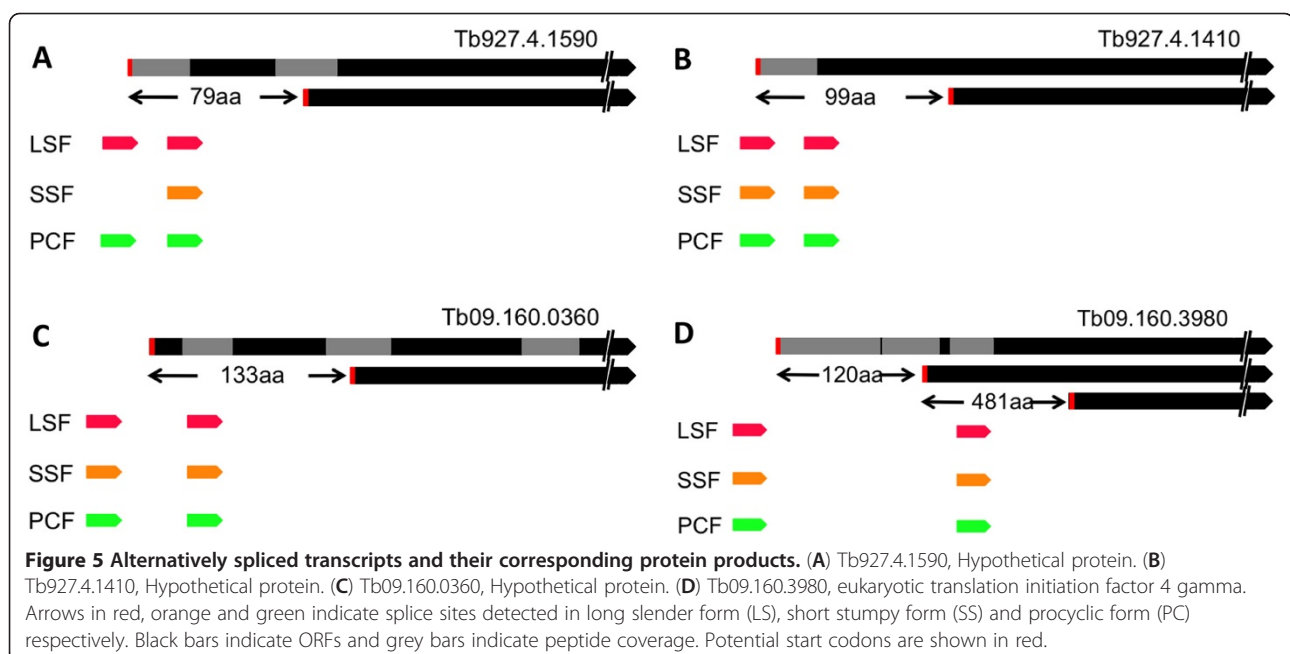 A
Tb927.4.1590
79aa
LSF
SSF
PCF
B
Tb927.4.1410
99aa
LSF
SSF
PCF
C
Tb09.160.0360
133aa
LSF
SSF
PCF
D
Tb09.160.3980
120aa
481aa
LSF
SSF
PCF
Figure 5 Alternatively spliced transcripts and their corresponding protein products. (A) Tb927.4.1590, Hypothetical protein. (B)
Tb927.4.1410, Hypothetical protein. (C) Tb09.160.0360, Hypothetical protein. (D) Tb09.160.3980, eukaryotic translation initiation factor 4 gamma.
Arrows in red, orange and green indicate splice sites detected in long slender form (LS), short stumpy form (SS) and procyclic form (PC)
respectively. Black bars indicate ORFs and grey bars indicate peptide coverage. Potential start codons are shown in red.